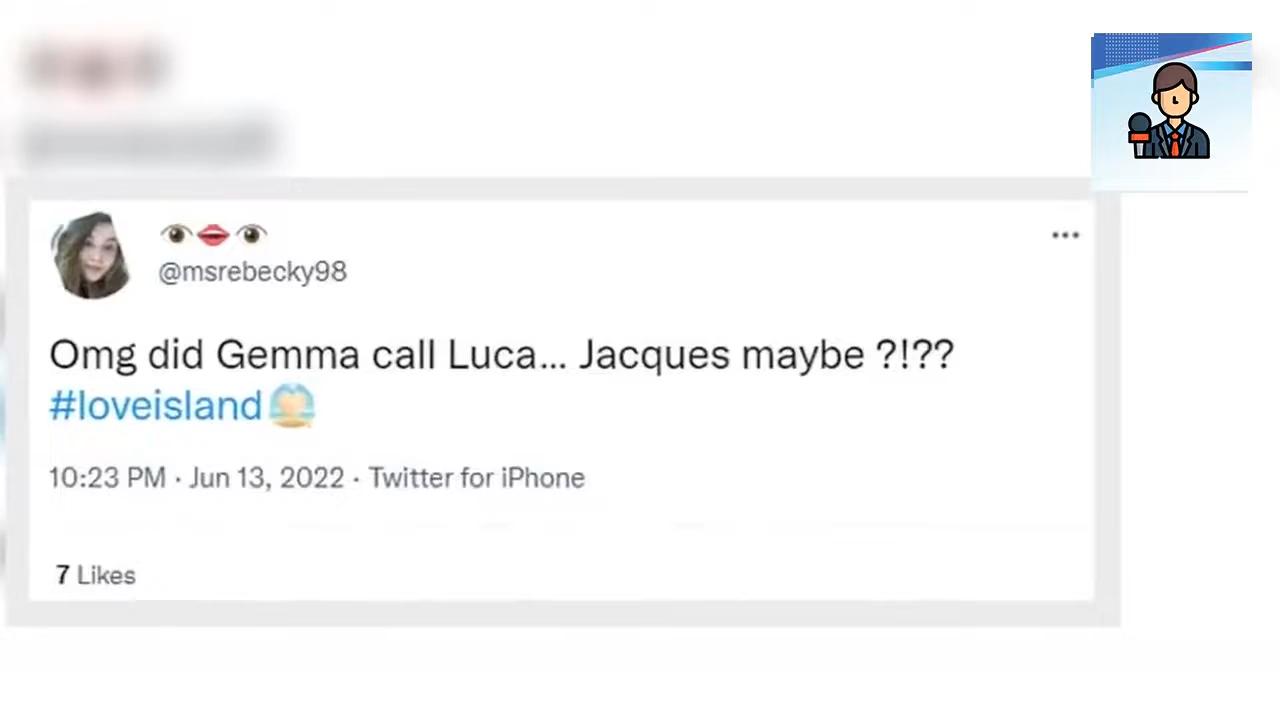 👁👄👁
@msrebecky98
Omg did Gemma call Luca... Jacques maybe ?!??
#loveisland
10:23 PM · Jun 13, 2022 · Twitter for iPhone
7 Likes